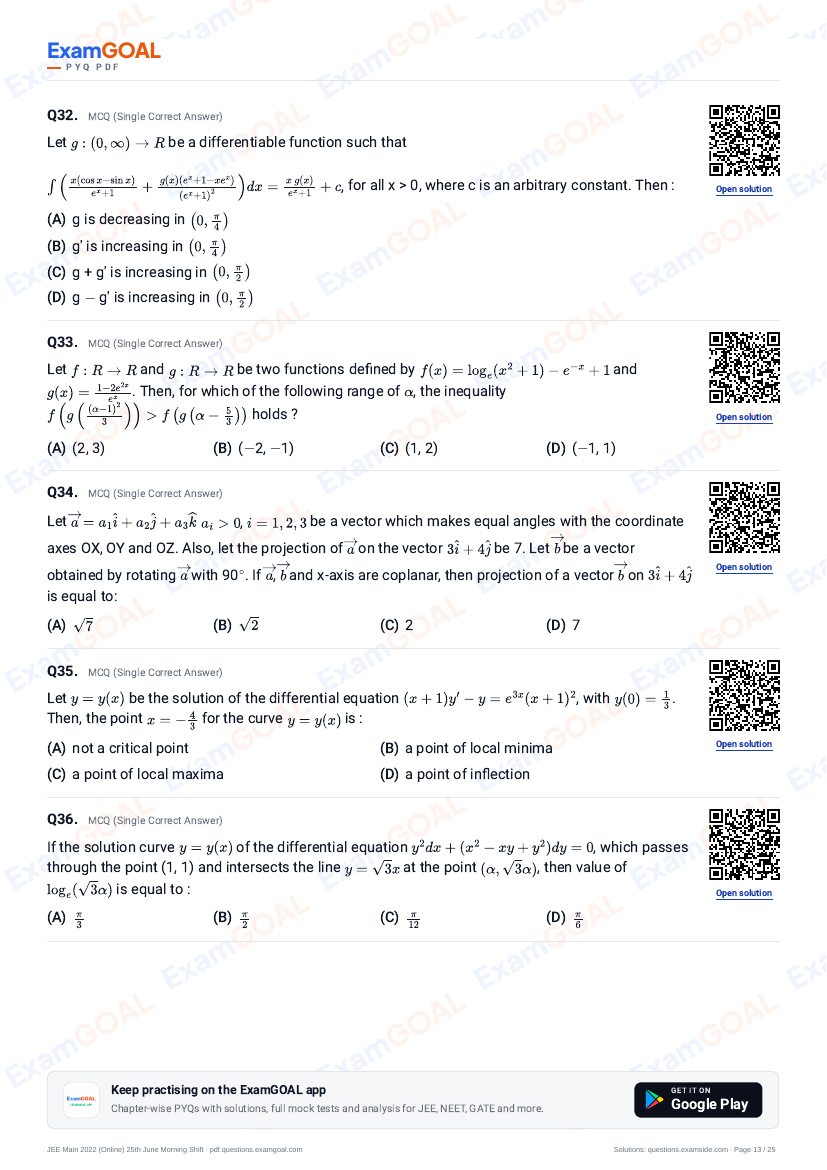 ExamGOAL
PYQ PDF
Q32. MCQ (Single Correct Answer)
Let g : (0, ∞) → R be a differentiable function such that
∫ ( x(cos x−sin x)/(eˣ+1) + g(x)(eˣ+1−xeˣ)/(eˣ+1)² ) dx = x g(x)/(eˣ+1) + c, for all x > 0, where c is an arbitrary constant. Then :
Open solution
(A) g is decreasing in (0, π/4)
(B) g' is increasing in (0, π/4)
(C) g + g' is increasing in (0, π/2)
(D) g − g' is increasing in (0, π/2)
Q33. MCQ (Single Correct Answer)
Let f : R → R and g : R → R be two functions defined by f(x) = logₑ(x² + 1) − e⁻ˣ + 1 and
g(x) = (1−2e²ˣ)/eˣ. Then, for which of the following range of α, the inequality
f(g((α−1)²/3)) > f(g(α − 5/3)) holds ?
Open solution
(A) (2, 3) (B) (−2, −1) (C) (1, 2) (D) (−1, 1)
Q34. MCQ (Single Correct Answer)
Let a⃗ = a₁î + a₂ĵ + a₃k̂ aᵢ > 0, i = 1, 2, 3 be a vector which makes equal angles with the coordinate
axes OX, OY and OZ. Also, let the projection of a⃗ on the vector 3î + 4ĵ be 7. Let b⃗ be a vector
obtained by rotating a⃗ with 90°. If a⃗, b⃗ and x-axis are coplanar, then projection of a vector b⃗ on 3î + 4ĵ
is equal to:
Open solution
(A) √7 (B) √2 (C) 2 (D) 7
Q35. MCQ (Single Correct Answer)
Let y = y(x) be the solution of the differential equation (x + 1)y′ − y = e³ˣ(x + 1)², with y(0) = 1/3.
Then, the point x = −4/3 for the curve y = y(x) is :
Open solution
(A) not a critical point (B) a point of local minima
(C) a point of local maxima (D) a point of inflection
Q36. MCQ (Single Correct Answer)
If the solution curve y = y(x) of the differential equation y²dx + (x² − xy + y²)dy = 0, which passes
through the point (1, 1) and intersects the line y = √3x at the point (α, √3α), then value of
logₑ(√3α) is equal to :
Open solution
(A) π/3 (B) π/2 (C) π/12 (D) π/6
Keep practising on the ExamGOAL app
Chapter-wise PYQs with solutions, full mock tests and analysis for JEE, NEET, GATE and more.
GET IT ON
Google Play
JEE Main 2022 (Online) 25th June Morning Shift · pdf.questions.examgoal.com
Solutions: questions.examside.com · Page 13 / 25